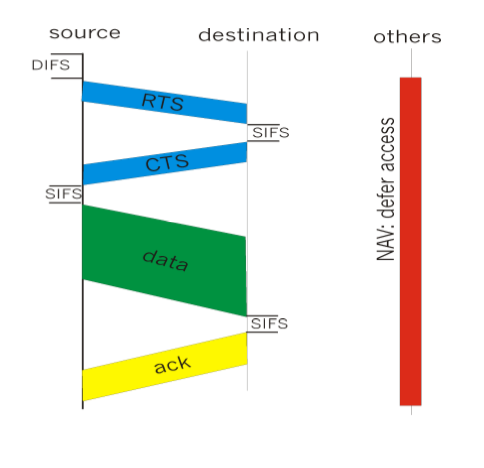 source
destination
others
DIFS
RTS
SIFS
CTS
SIFS
data
SIFS
ack
NAV: defer access